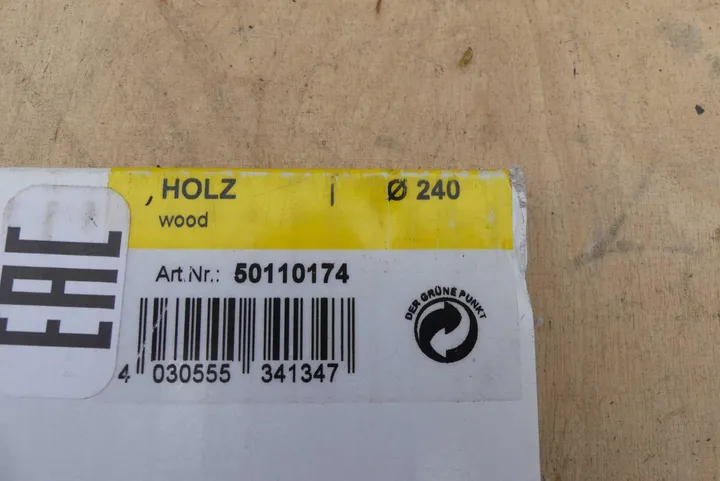 , HOLZ | Ø 240
wood
Art.Nr.: 50110174
DER GRÜNE PUNKT
4 030555 341347
EAC